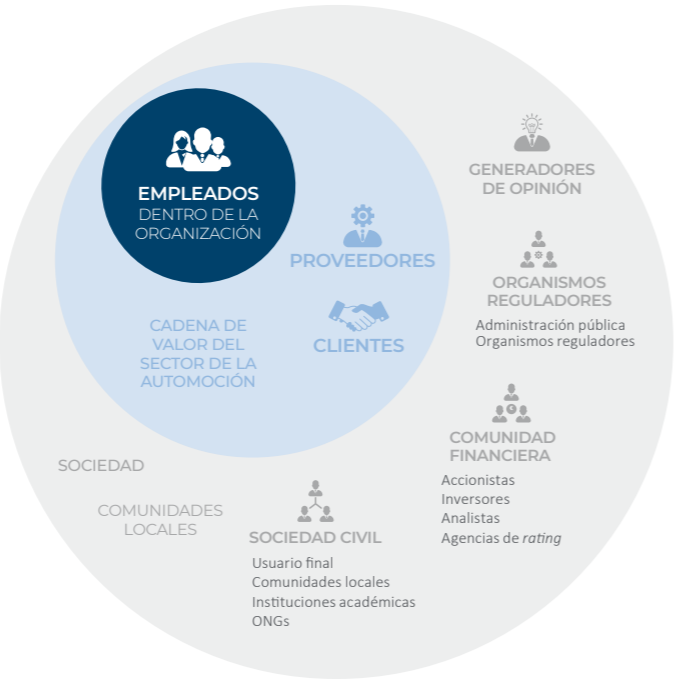 EMPLEADOS
DENTRO DE LA
ORGANIZACIÓN
PROVEEDORES
CLIENTES
CADENA DE
VALOR DEL
SECTOR DE LA
AUTOMOCIÓN
GENERADORES
DE OPINIÓN
ORGANISMOS
REGULADORES
Administración pública
Organismos reguladores
COMUNIDAD
FINANCIERA
Accionistas
Inversores
Analistas
Agencias de rating
SOCIEDAD
COMUNIDADES
LOCALES
SOCIEDAD CIVIL
Usuario final
Comunidades locales
Instituciones académicas
ONGs